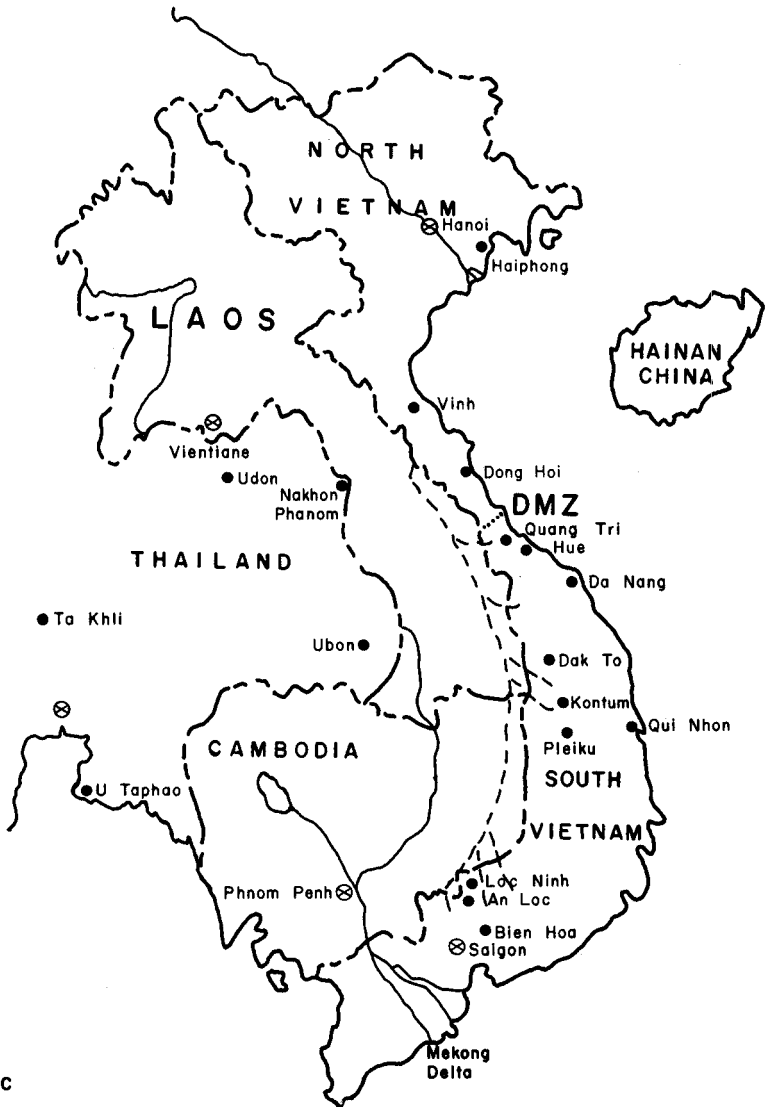 NORTH
VIETNAM
Hanoi
Haiphong
LAOS
HAINAN
CHINA
Vinh
Vientiane
Udon
Nakhon
Phanom
Dong Hoi
DMZ
Quang Tri
Hue
THAILAND
Da Nang
Ta Khli
Ubon
Dak To
Kontum
Qui Nhon
Pleiku
CAMBODIA
SOUTH
U Taphao
VIETNAM
Loc Ninh
Phnom Penh
An Loc
Bien Hoa
Saigon
Mekong
Delta
C